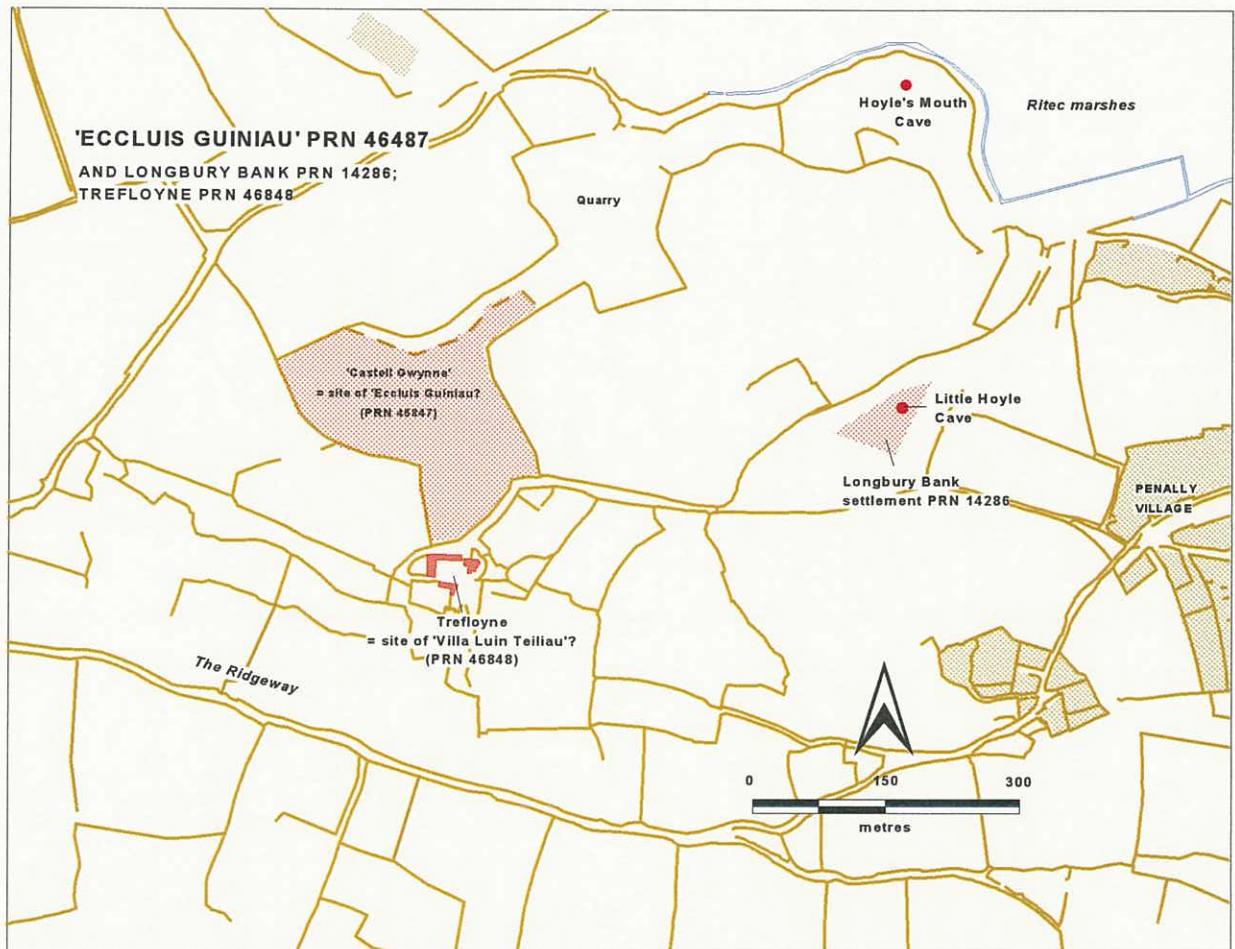 'ECCLUIS GUINIAU' PRN 46487
AND LONGBURY BANK PRN 14286;
TREFLOYNE PRN 46848
Hoyle's Mouth
Cave
Ritec marshes
Quarry
'Castell Gwynne'
= site of 'Eccluis Guiniau?
(PRN 46847)
Little Hoyle
Cave
Longbury Bank
settlement PRN 14286
PENALLY
VILLAGE
Trefloyne
= site of 'Villa Luin Teiliau'?
(PRN 46848)
The Ridgeway
0 150 300
metres